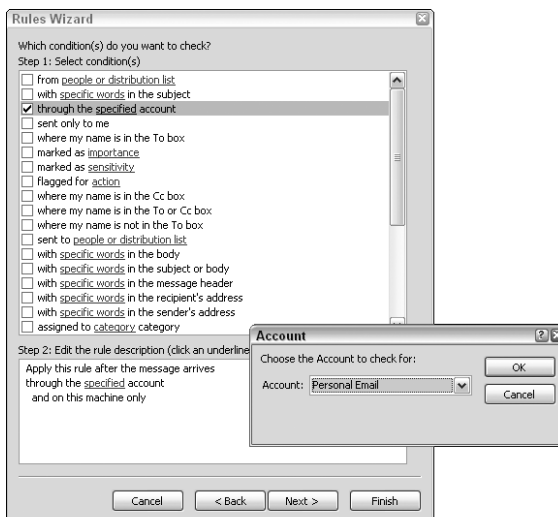 Rules Wizard
Which condition(s) do you want to check?
Step 1: Select condition(s)
from people or distribution list
with specific words in the subject
through the specified account
sent only to me
where my name is in the To box
marked as importance
marked as sensitivity
flagged for action
where my name is in the Cc box
where my name is in the To or Cc box
where my name is not in the To box
sent to people or distribution list
with specific words in the body
with specific words in the subject or body
with specific words in the message header
with specific words in the recipient's address
with specific words in the sender's address
assigned to category category
Step 2: Edit the rule description (click an underline
Apply this rule after the message arrives
through the specified account
and on this machine only
Cancel
< Back
Next >
Finish
Account
Choose the Account to check for:
Account: Personal Email
OK
Cancel